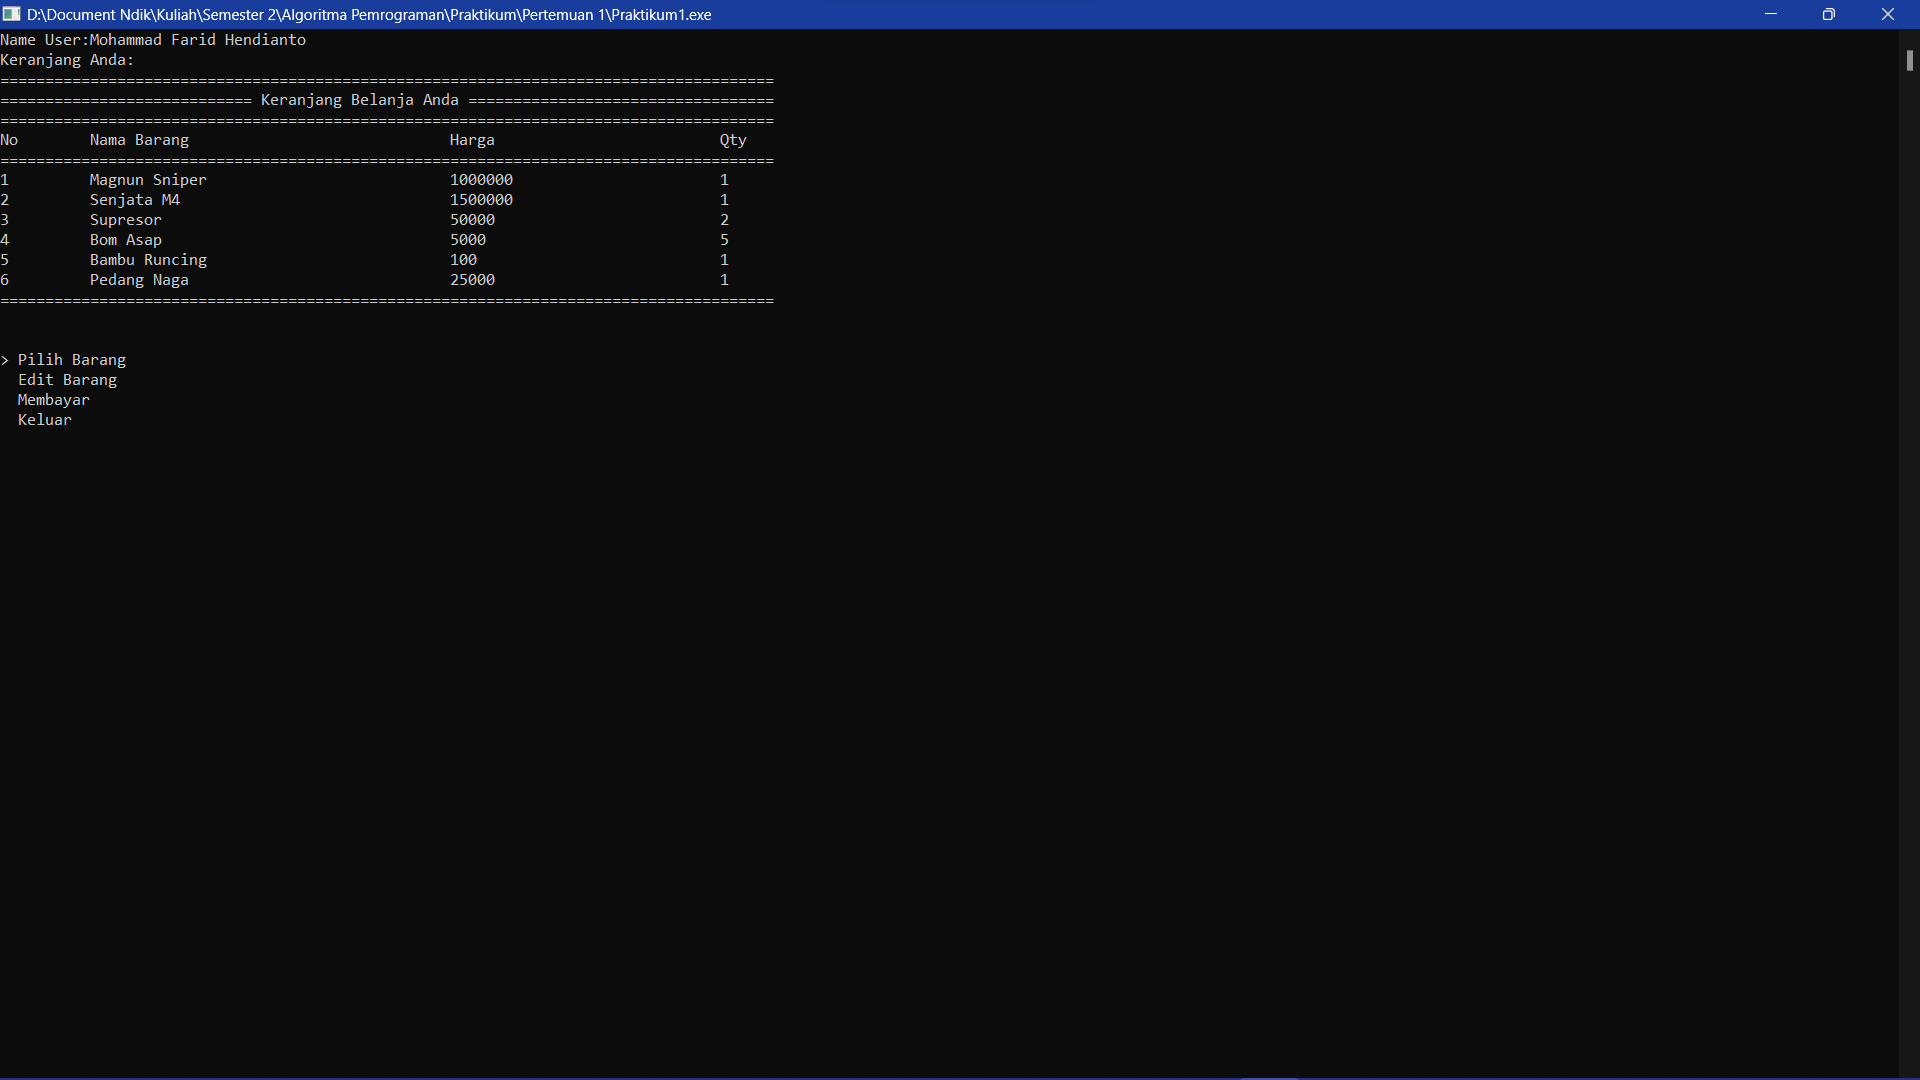 D:\Document Ndik\Kuliah\Semester 2\Algoritma Pemrograman\Praktikum\Pertemuan 1\Praktikum1.exe
Name User:Mohammad Farid Hendianto
Keranjang Anda:
======================================================================================
============================ Keranjang Belanja Anda ==================================
======================================================================================
No        Nama Barang                             Harga                         Qty
======================================================================================
1         Magnun Sniper                           1000000                       1
2         Senjata M4                              1500000                       1
3         Supresor                                50000                         2
4         Bom Asap                                5000                          5
5         Bambu Runcing                           100                           1
6         Pedang Naga                             25000                         1
======================================================================================
> Pilih Barang
  Edit Barang
  Membayar
  Keluar